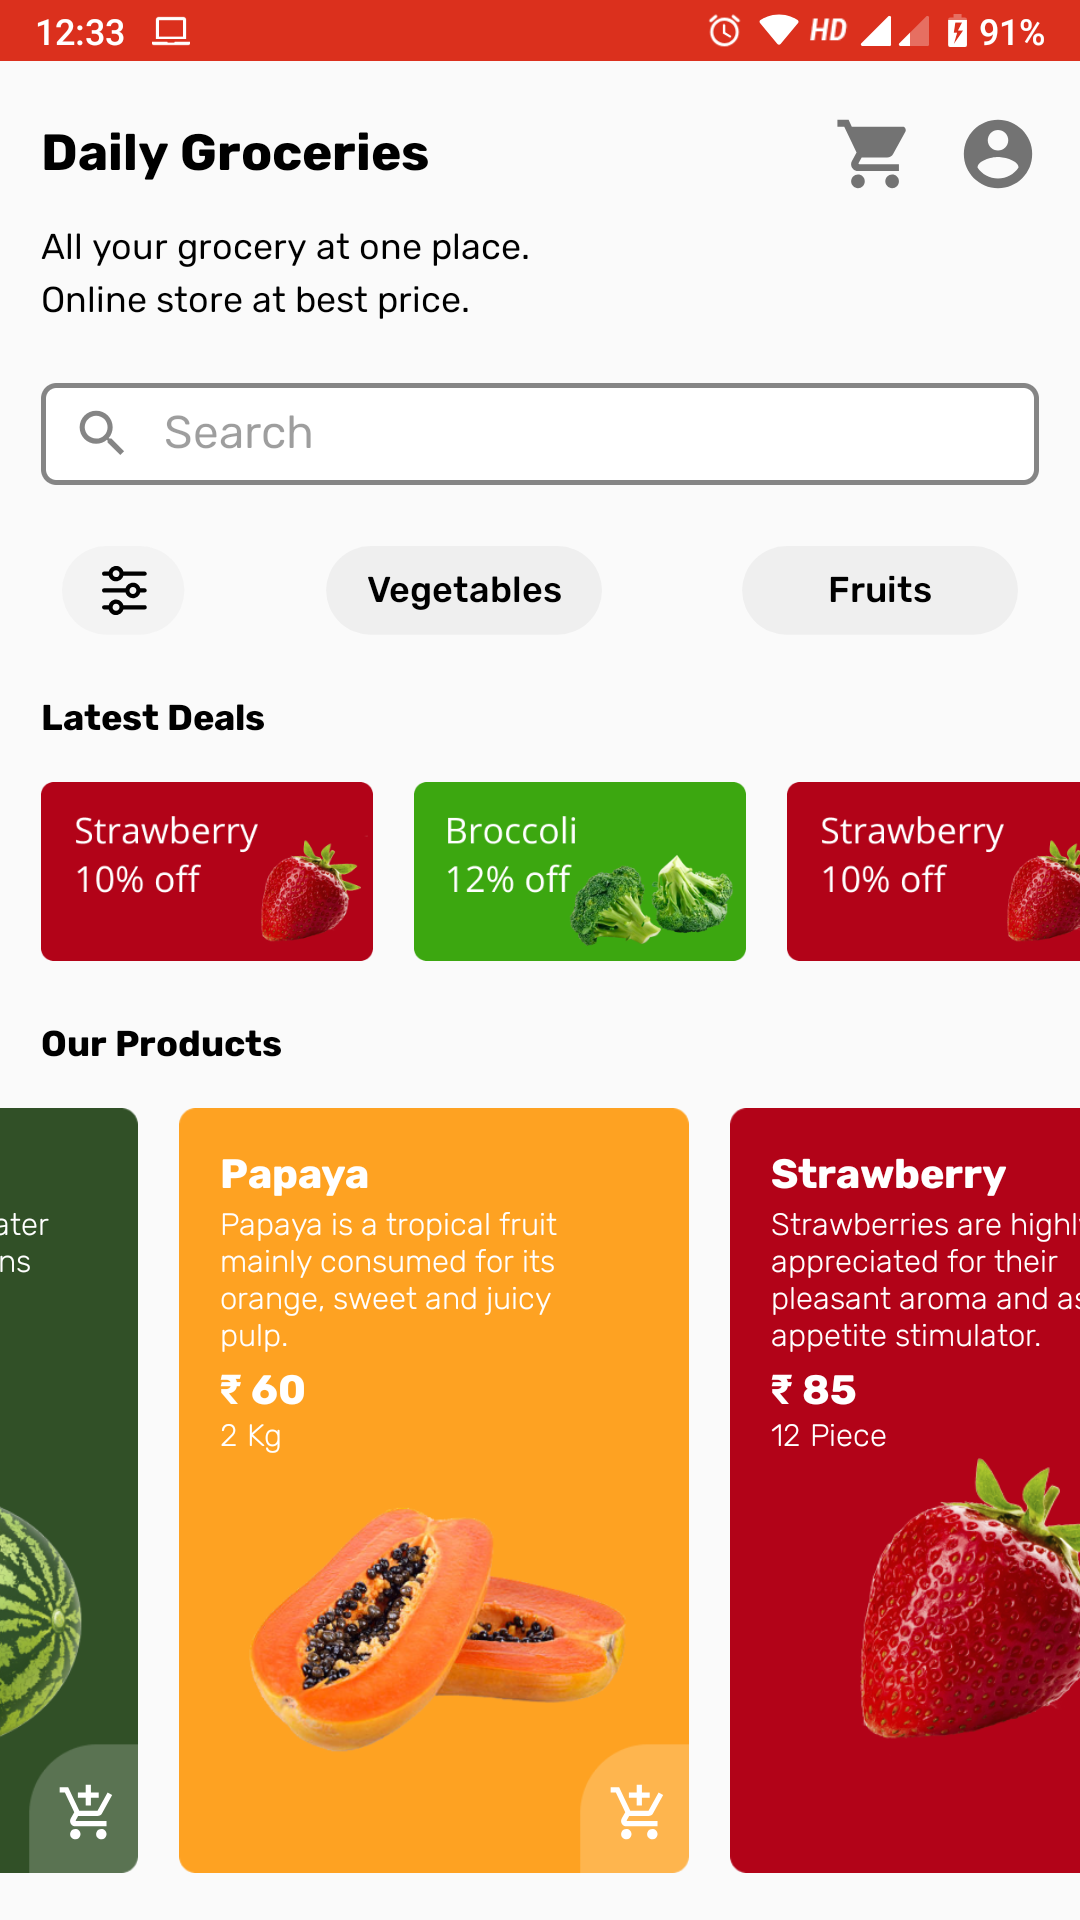 12:33
HD 91%
Daily Groceries
All your grocery at one place.
Online store at best price.
Search
Vegetables
Fruits
Latest Deals
Strawberry
10% off
Broccoli
12% off
Strawberry
10% off
Our Products
ater
ns
Papaya
Papaya is a tropical fruit
mainly consumed for its
orange, sweet and juicy
pulp.
₹ 60
2 Kg
Strawberry
Strawberries are highl
appreciated for their
pleasant aroma and as
appetite stimulator.
₹ 85
12 Piece